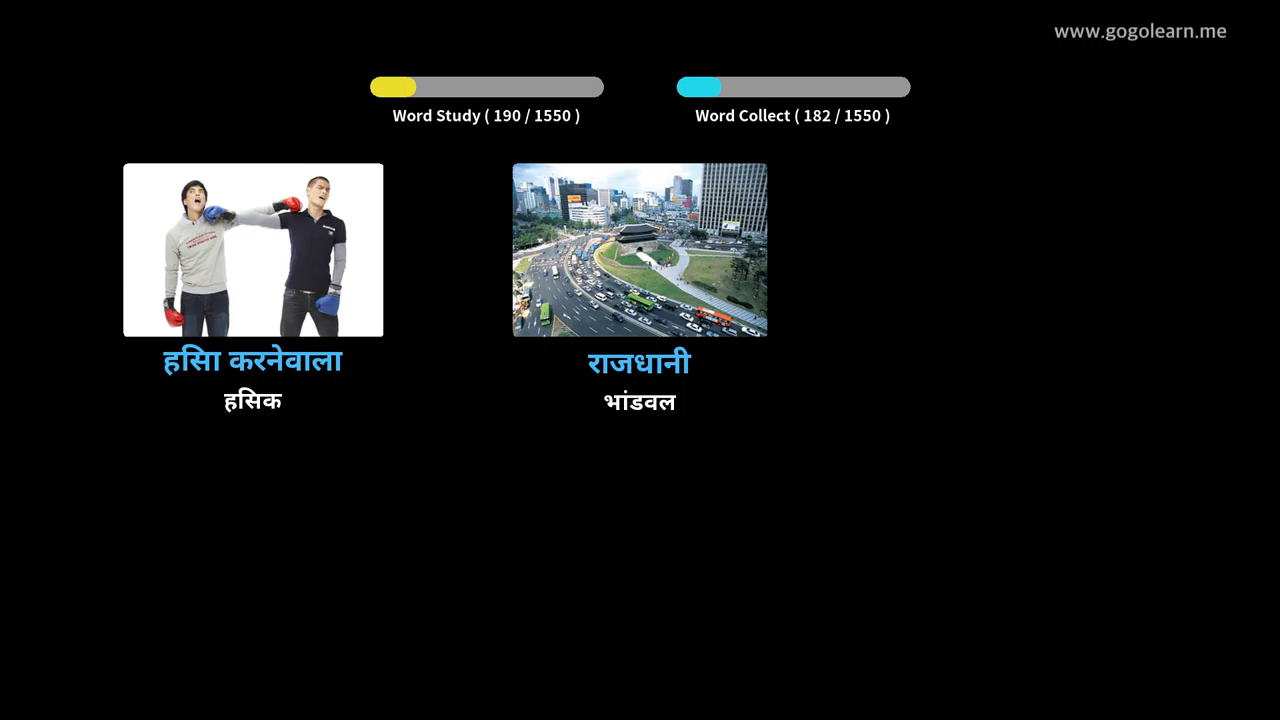 www.gogolearn.me
Word Study ( 190 / 1550 )
Word Collect ( 182 / 1550 )
हसिा करनेवाला
राजधानी
हसिक
भांडवल